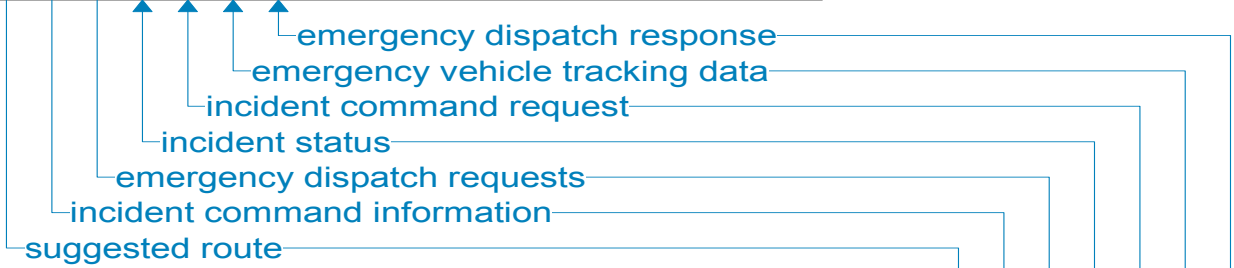 emergency dispatch response
emergency vehicle tracking data
incident command request
incident status
emergency dispatch requests
incident command information
suggested route